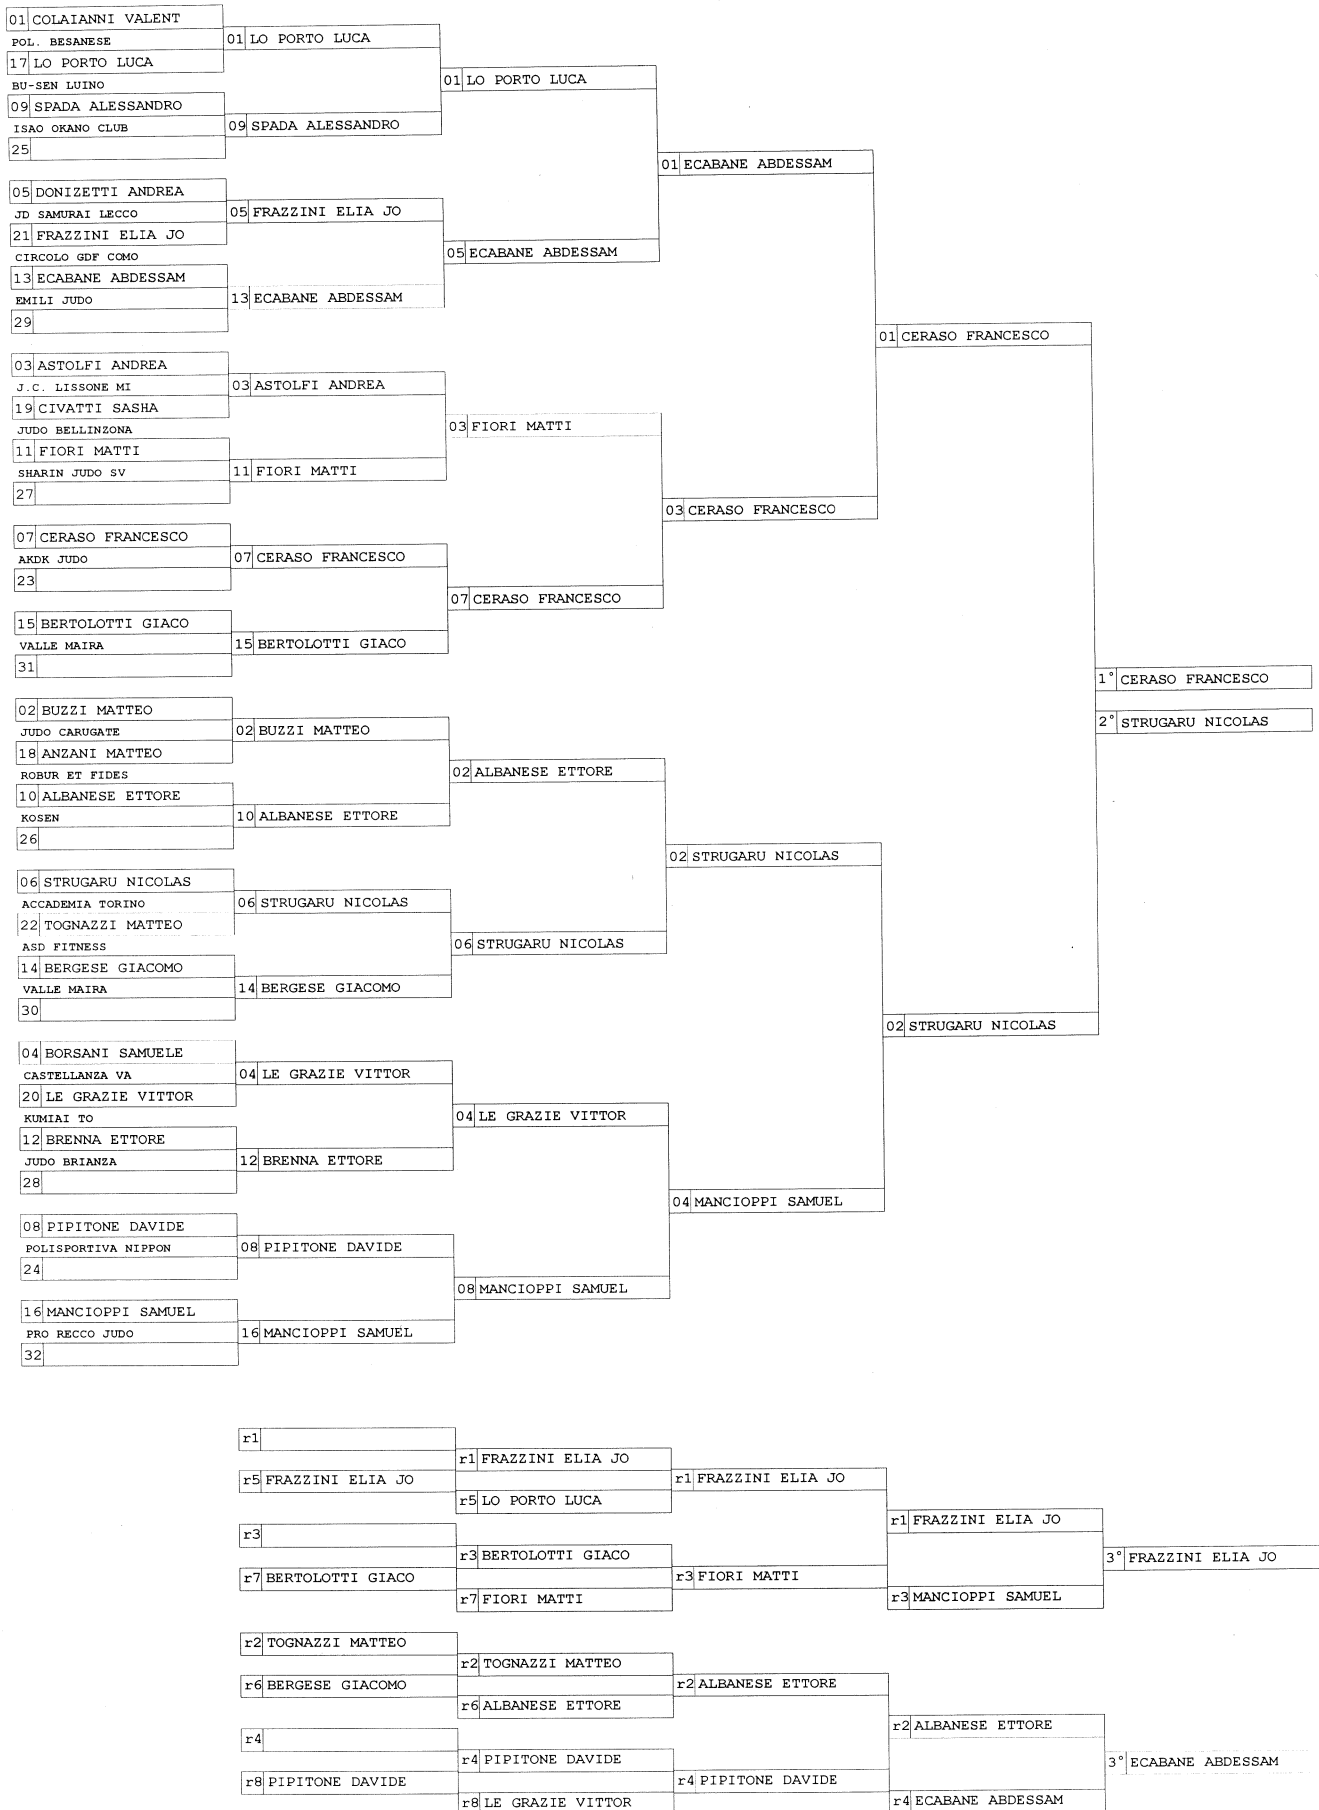 01 COLAIANNI VALENT
POL. BESANESE
17 LO PORTO LUCA
BU-SEN LUINO
09 SPADA ALESSANDRO
ISAO OKANO CLUB
25
05 DONIZETTI ANDREA
JD SAMURAI LECCO
21 FRAZZINI ELIA JO
CIRCOLO GDF COMO
13 ECABANE ABDESSAM
EMILI JUDO
29
03 ASTOLFI ANDREA
J.C. LISSONE MI
19 CIVATTI SASHA
JUDO BELLINZONA
11 FIORI MATTI
SHARIN JUDO SV
27
07 CERASO FRANCESCO
AKDK JUDO
23
15 BERTOLOTTI GIACO
VALLE MAIRA
31
02 BUZZI MATTEO
JUDO CARUGATE
18 ANZANI MATTEO
ROBUR ET FIDES
10 ALBANESE ETTORE
KOSEN
26
06 STRUGARU NICOLAS
ACCADEMIA TORINO
22 TOGNAZZI MATTEO
ASD FITNESS
14 BERGESE GIACOMO
VALLE MAIRA
30
04 BORSANI SAMUELE
CASTELLANZA VA
20 LE GRAZIE VITTOR
KUMIAI TO
12 BRENNA ETTORE
JUDO BRIANZA
28
08 PIPITONE DAVIDE
POLISPORTIVA NIPPON
24
16 MANCIOPPI SAMUEL
PRO RECCO JUDO
32
01 LO PORTO LUCA
09 SPADA ALESSANDRO
05 FRAZZINI ELIA JO
13 ECABANE ABDESSAM
03 ASTOLFI ANDREA
11 FIORI MATTI
07 CERASO FRANCESCO
15 BERTOLOTTI GIACO
02 BUZZI MATTEO
10 ALBANESE ETTORE
06 STRUGARU NICOLAS
14 BERGESE GIACOMO
04 LE GRAZIE VITTOR
12 BRENNA ETTORE
08 PIPITONE DAVIDE
16 MANCIOPPI SAMUEL
01 LO PORTO LUCA
05 ECABANE ABDESSAM
03 FIORI MATTI
07 CERASO FRANCESCO
02 ALBANESE ETTORE
06 STRUGARU NICOLAS
04 LE GRAZIE VITTOR
08 MANCIOPPI SAMUEL
01 ECABANE ABDESSAM
03 CERASO FRANCESCO
02 STRUGARU NICOLAS
04 MANCIOPPI SAMUEL
01 CERASO FRANCESCO
02 STRUGARU NICOLAS
1° CERASO FRANCESCO
2° STRUGARU NICOLAS
r1
r5 FRAZZINI ELIA JO
r3
r7 BERTOLOTTI GIACO
r2 TOGNAZZI MATTEO
r6 BERGESE GIACOMO
r4
r8 PIPITONE DAVIDE
r1 FRAZZINI ELIA JO
r5 LO PORTO LUCA
r3 BERTOLOTTI GIACO
r7 FIORI MATTI
r2 TOGNAZZI MATTEO
r6 ALBANESE ETTORE
r4 PIPITONE DAVIDE
r8 LE GRAZIE VITTOR
r1 FRAZZINI ELIA JO
r3 FIORI MATTI
r2 ALBANESE ETTORE
r4 PIPITONE DAVIDE
r1 FRAZZINI ELIA JO
r3 MANCIOPPI SAMUEL
r2 ALBANESE ETTORE
r4 ECABANE ABDESSAM
3° FRAZZINI ELIA JO
3° ECABANE ABDESSAM